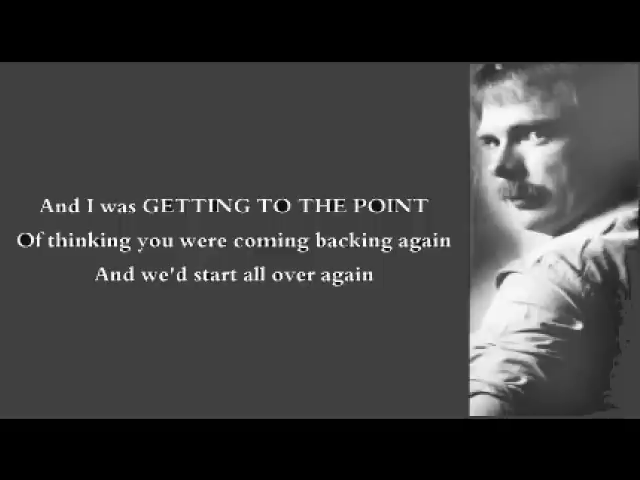 And I was GETTING TO THE POINT
Of thinking you were coming backing again
And we'd start all over again